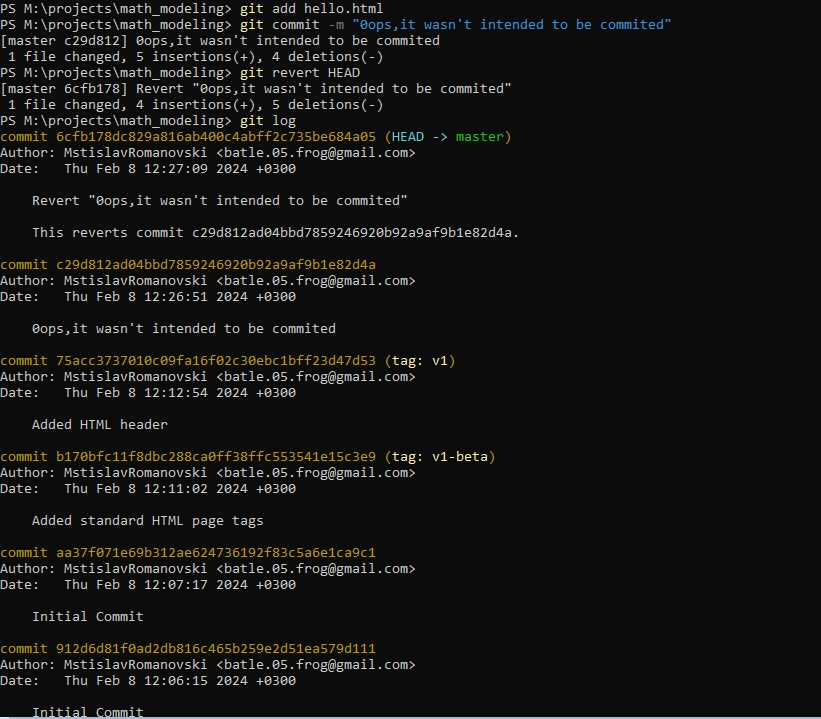 PS M:\projects\math_modeling> git add hello.html
PS M:\projects\math_modeling> git commit -m "0ops,it wasn't intended to be commited"
[master c29d812] 0ops,it wasn't intended to be commited
 1 file changed, 5 insertions(+), 4 deletions(-)
PS M:\projects\math_modeling> git revert HEAD
[master 6cfb178] Revert "0ops,it wasn't intended to be commited"
 1 file changed, 4 insertions(+), 5 deletions(-)
PS M:\projects\math_modeling> git log
commit 6cfb178dc829a816ab400c4abff2c735be684a05 (HEAD -> master)
Author: MstislavRomanovski <batle.05.frog@gmail.com>
Date:   Thu Feb 8 12:27:09 2024 +0300

    Revert "0ops,it wasn't intended to be commited"

    This reverts commit c29d812ad04bbd7859246920b92a9af9b1e82d4a.

commit c29d812ad04bbd7859246920b92a9af9b1e82d4a
Author: MstislavRomanovski <batle.05.frog@gmail.com>
Date:   Thu Feb 8 12:26:51 2024 +0300

    0ops,it wasn't intended to be commited

commit 75acc3737010c09fa16f02c30ebc1bff23d47d53 (tag: v1)
Author: MstislavRomanovski <batle.05.frog@gmail.com>
Date:   Thu Feb 8 12:12:54 2024 +0300

    Added HTML header

commit b170bfc11f8dbc288ca0ff38ffc553541e15c3e9 (tag: v1-beta)
Author: MstislavRomanovski <batle.05.frog@gmail.com>
Date:   Thu Feb 8 12:11:02 2024 +0300

    Added standard HTML page tags

commit aa37f071e69b312ae624736192f83c5a6e1ca9c1
Author: MstislavRomanovski <batle.05.frog@gmail.com>
Date:   Thu Feb 8 12:07:17 2024 +0300

    Initial Commit

commit 912d6d81f0ad2db816c465b259e2d51ea579d111
Author: MstislavRomanovski <batle.05.frog@gmail.com>
Date:   Thu Feb 8 12:06:15 2024 +0300

    Initial Commit